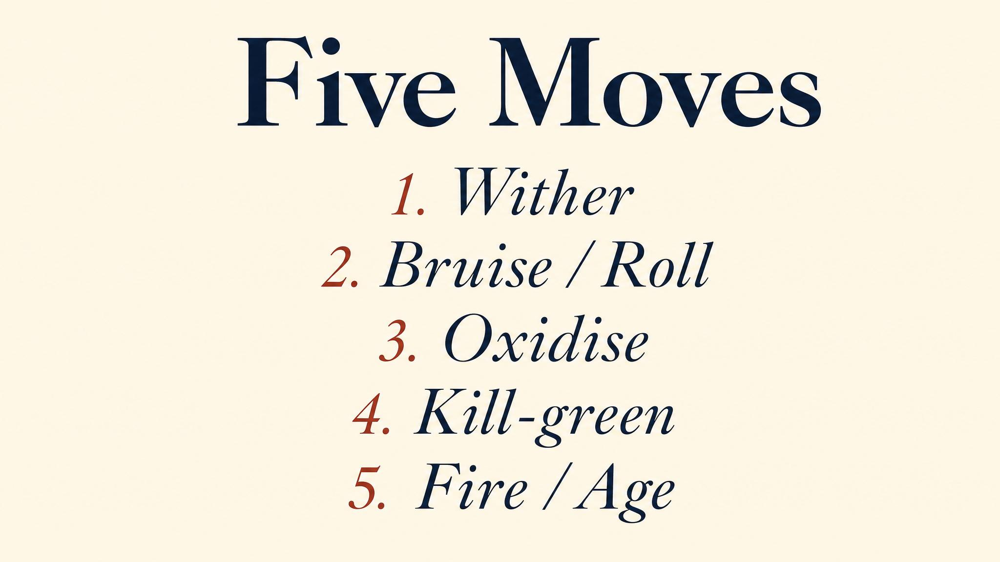 Five Moves
1. Wither
2. Bruise / Roll
3. Oxidise
4. Kill-green
5. Fire / Age